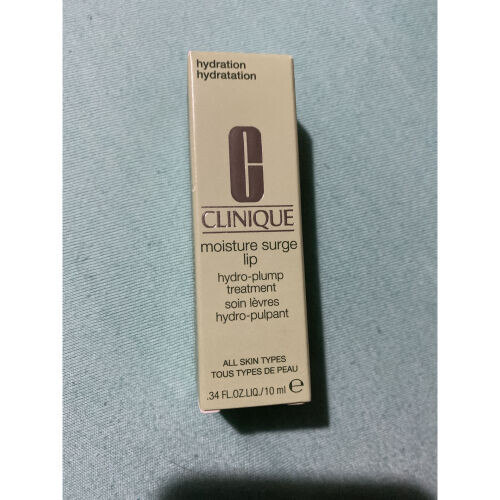 hydration
hydratation
C
CLINIQUE
moisture surge
lip
hydro-plump
treatment
soin lèvres
hydro-pulpant
ALL SKIN TYPES
TOUS TYPES DE PEAU
.34 FL.OZ.LIQ./10 ml ℮